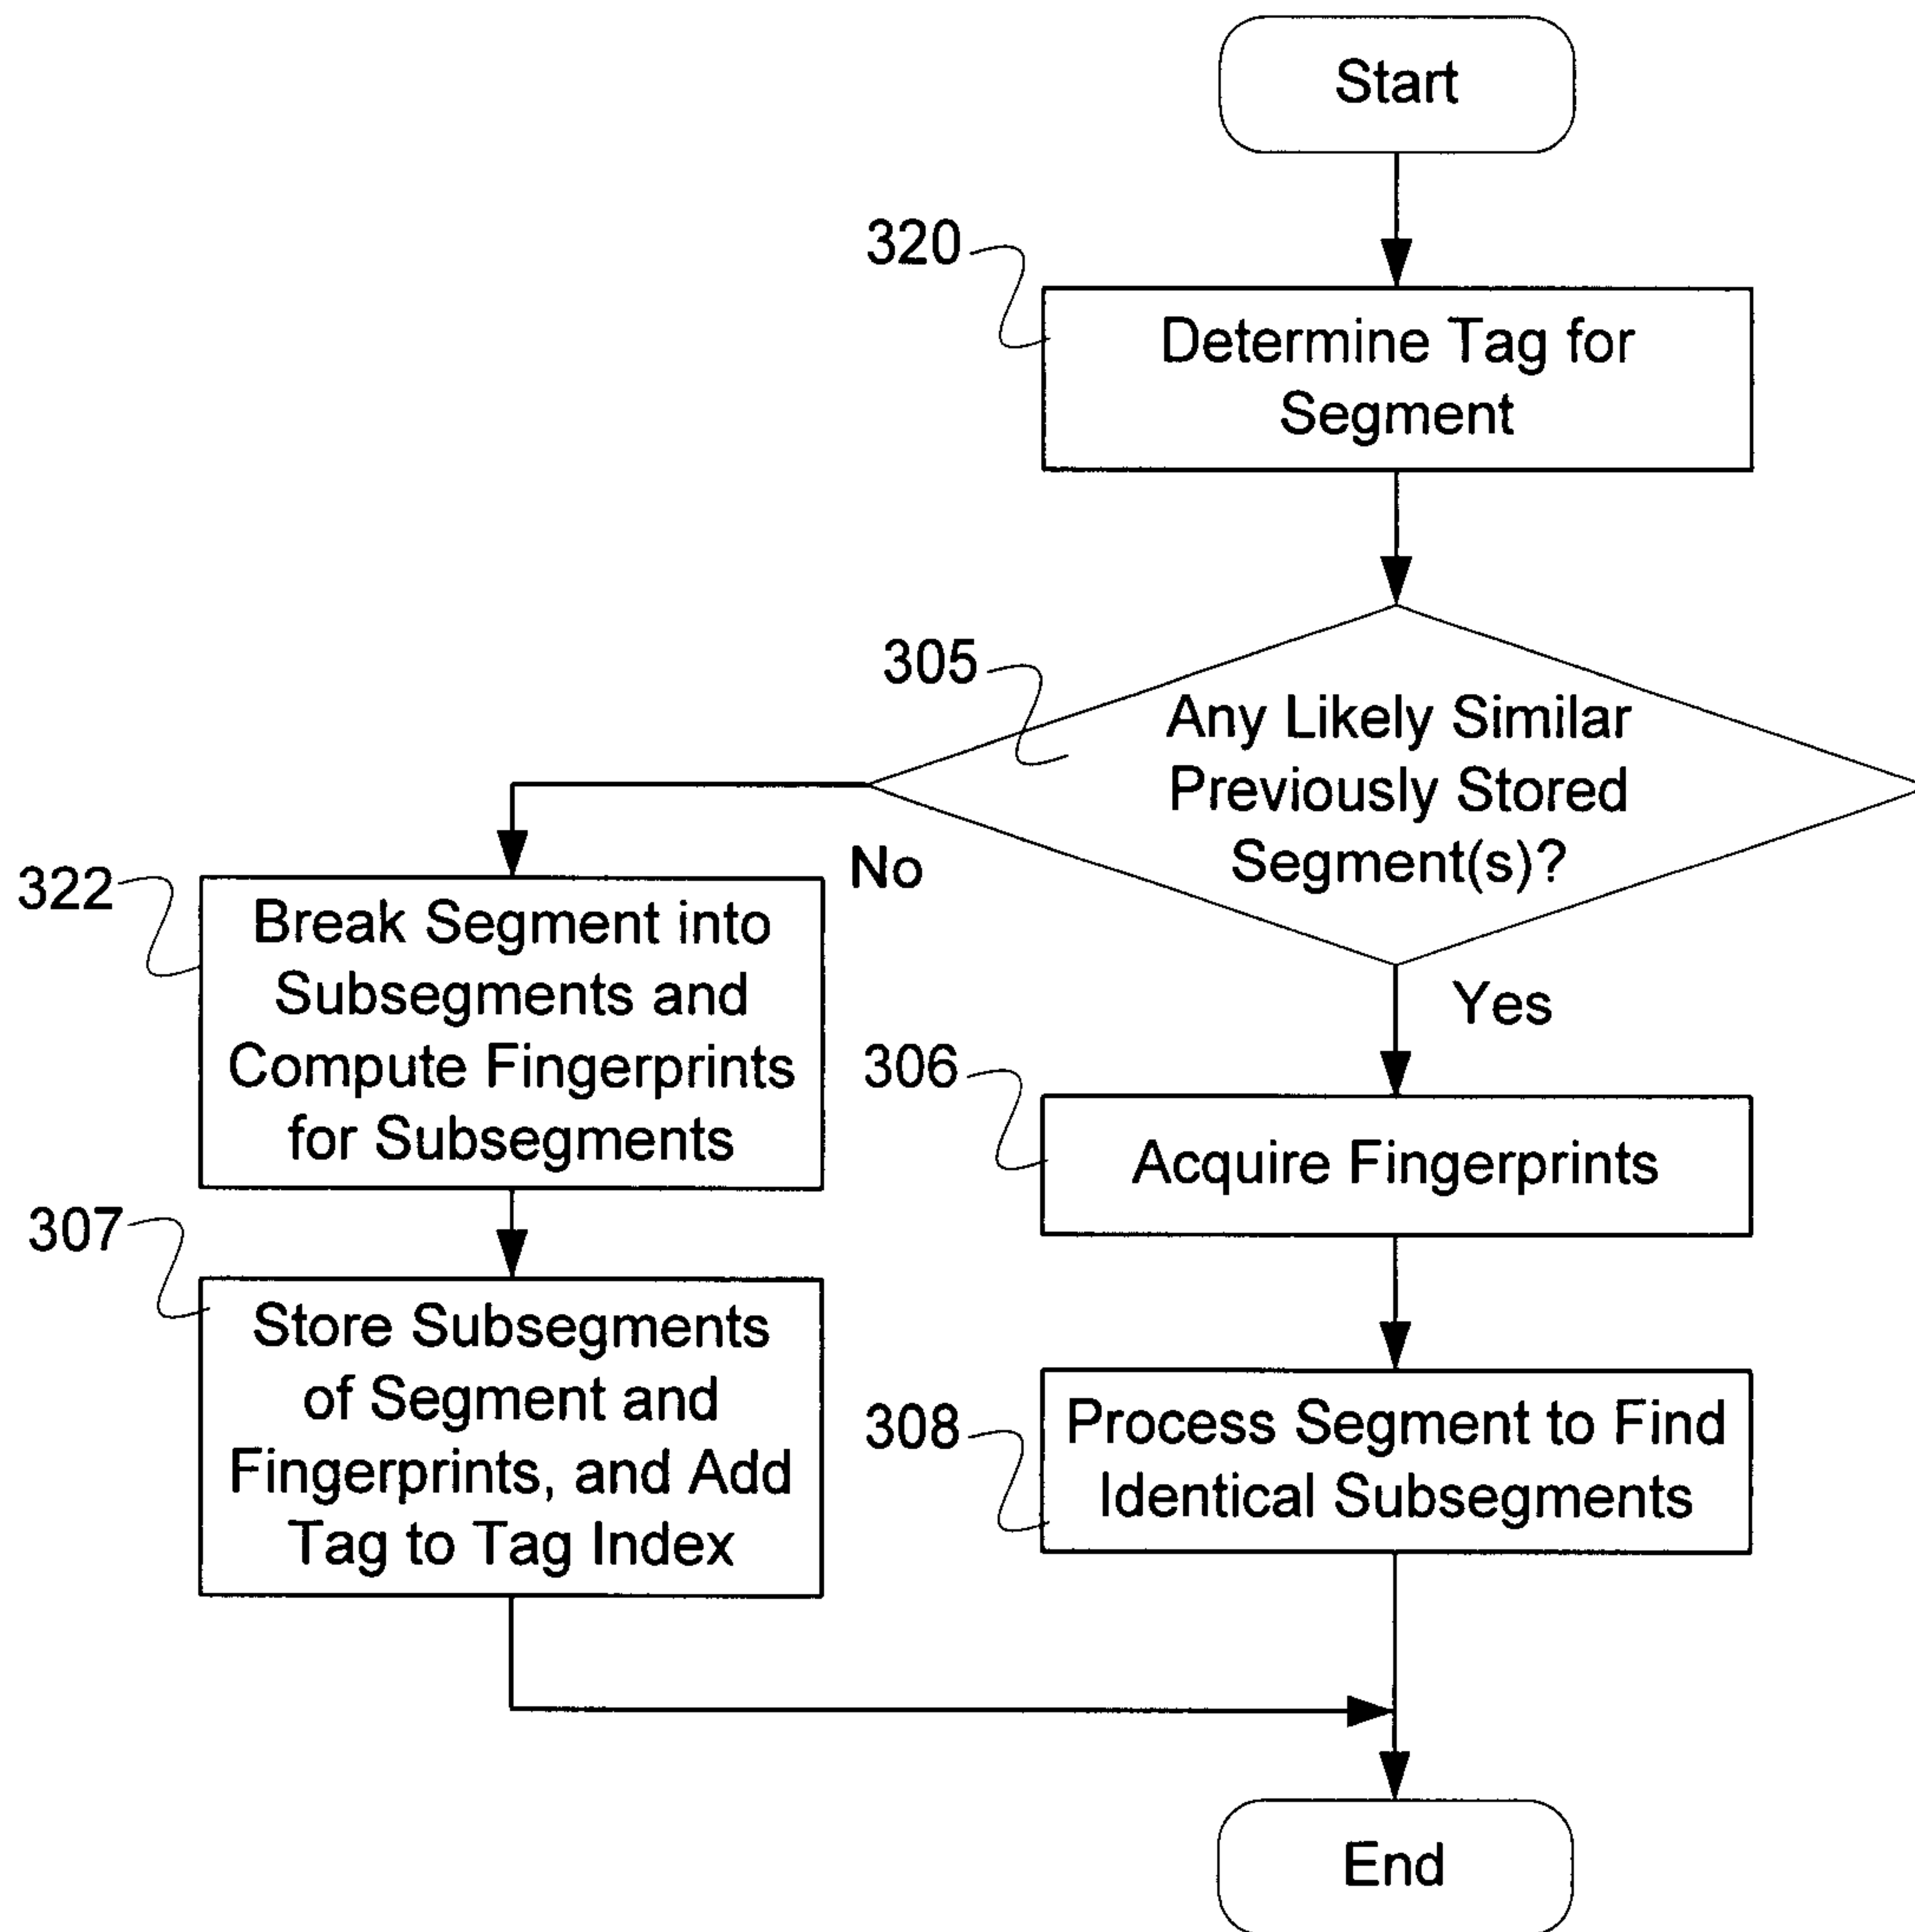 Start
320
Determine Tag for
Segment
305
Any Likely Similar
Previously Stored
Segment(s)?
No
Yes
322
Break Segment into
Subsegments and
Compute Fingerprints
for Subsegments
306
Acquire Fingerprints
307
Store Subsegments
of Segment and
Fingerprints, and Add
Tag to Tag Index
308
Process Segment to Find
Identical Subsegments
End